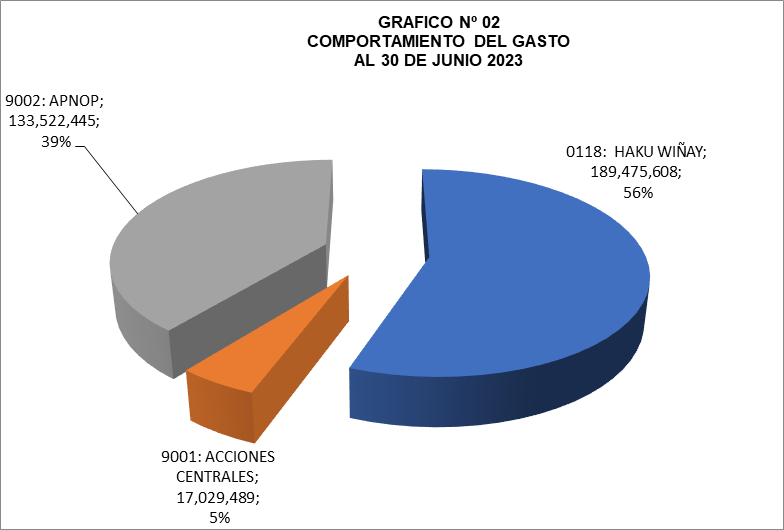 GRAFICO Nº 02
COMPORTAMIENTO DEL GASTO
AL 30 DE JUNIO 2023
9002: APNOP;
133,522,445;
39%
0118: HAKU WIÑAY;
189,475,608;
56%
9001: ACCIONES
CENTRALES;
17,029,489;
5%